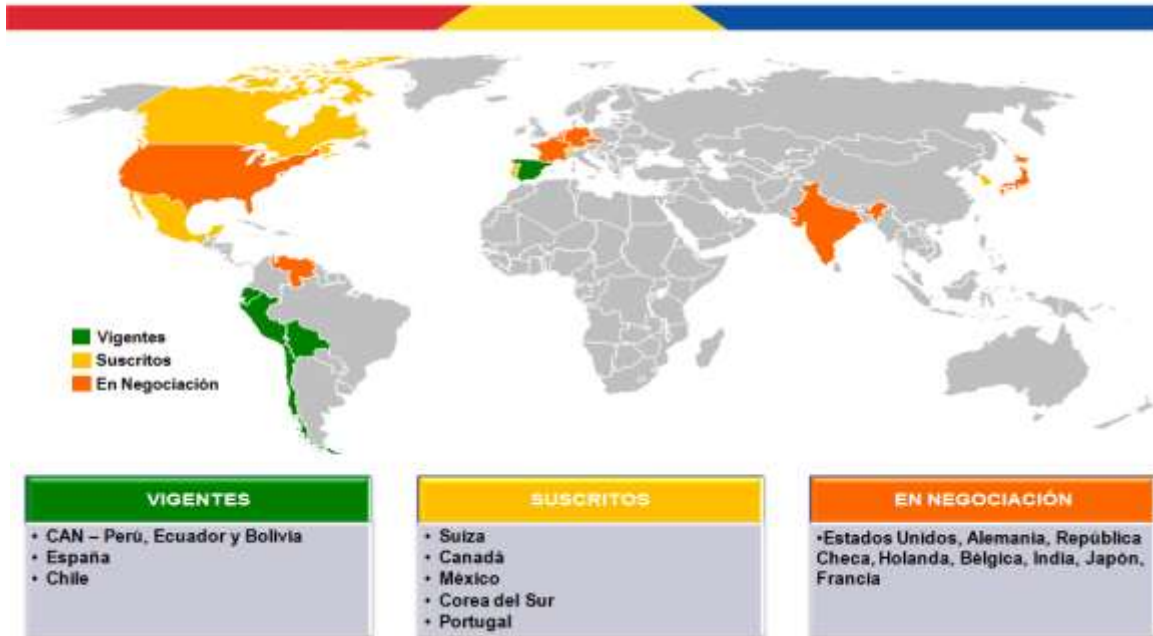 Vigentes
Suscritos
En Negociación
VIGENTES
• CAN – Perú, Ecuador y Bolivia
• España
• Chile
SUSCRITOS
• Suiza
• Canadá
• México
• Corea del Sur
• Portugal
EN NEGOCIACIÓN
•Estados Unidos, Alemania, República
Checa, Holanda, Bélgica, India, Japón,
Francia